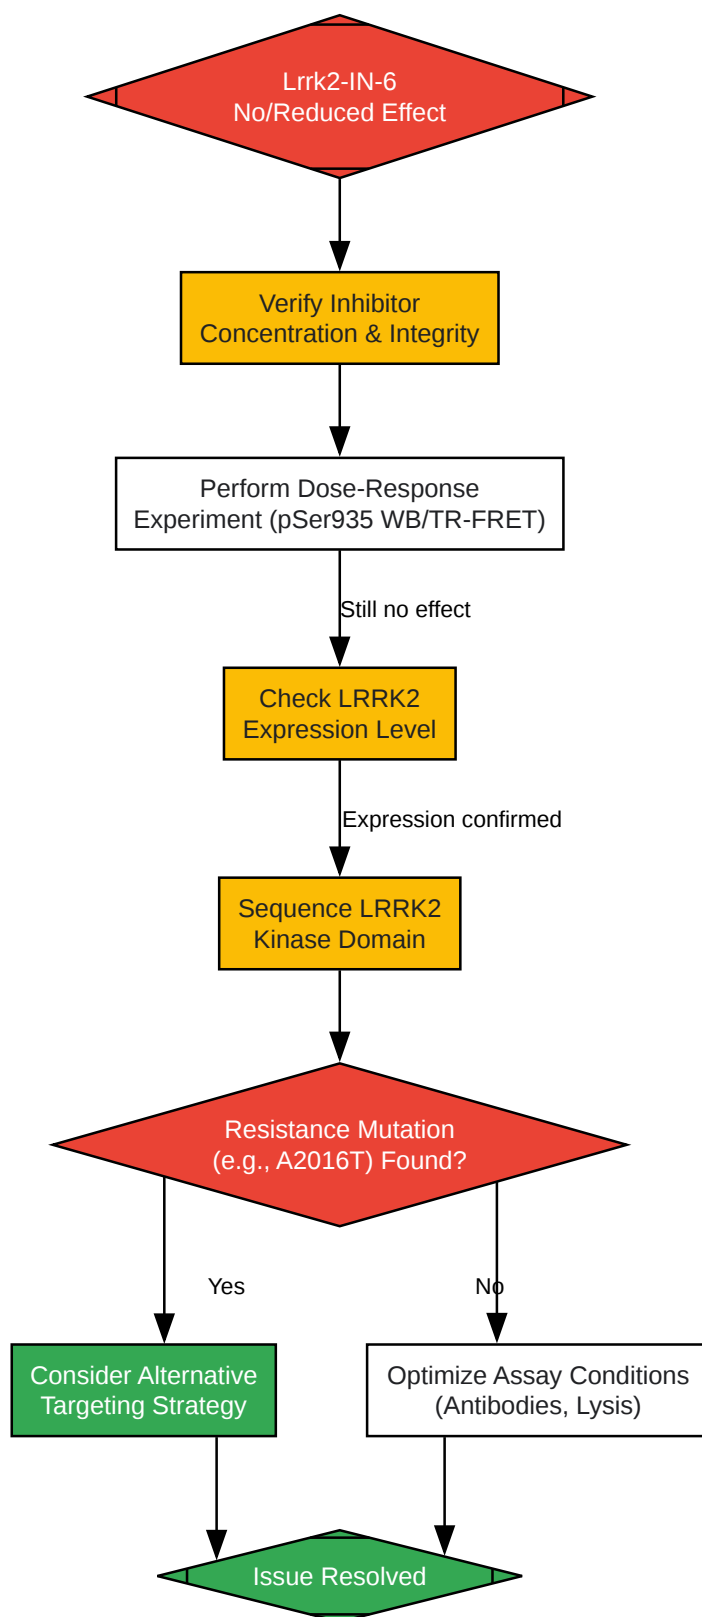 Lrrk2-IN-6
No/Reduced Effect
Verify Inhibitor
Concentration & Integrity
Perform Dose-Response
Experiment (pSer935 WB/TR-FRET)
Still no effect
Check LRRK2
Expression Level
Expression confirmed
Sequence LRRK2
Kinase Domain
Resistance Mutation
(e.g., A2016T) Found?
Yes
No
Consider Alternative
Targeting Strategy
Optimize Assay Conditions
(Antibodies, Lysis)
Issue Resolved